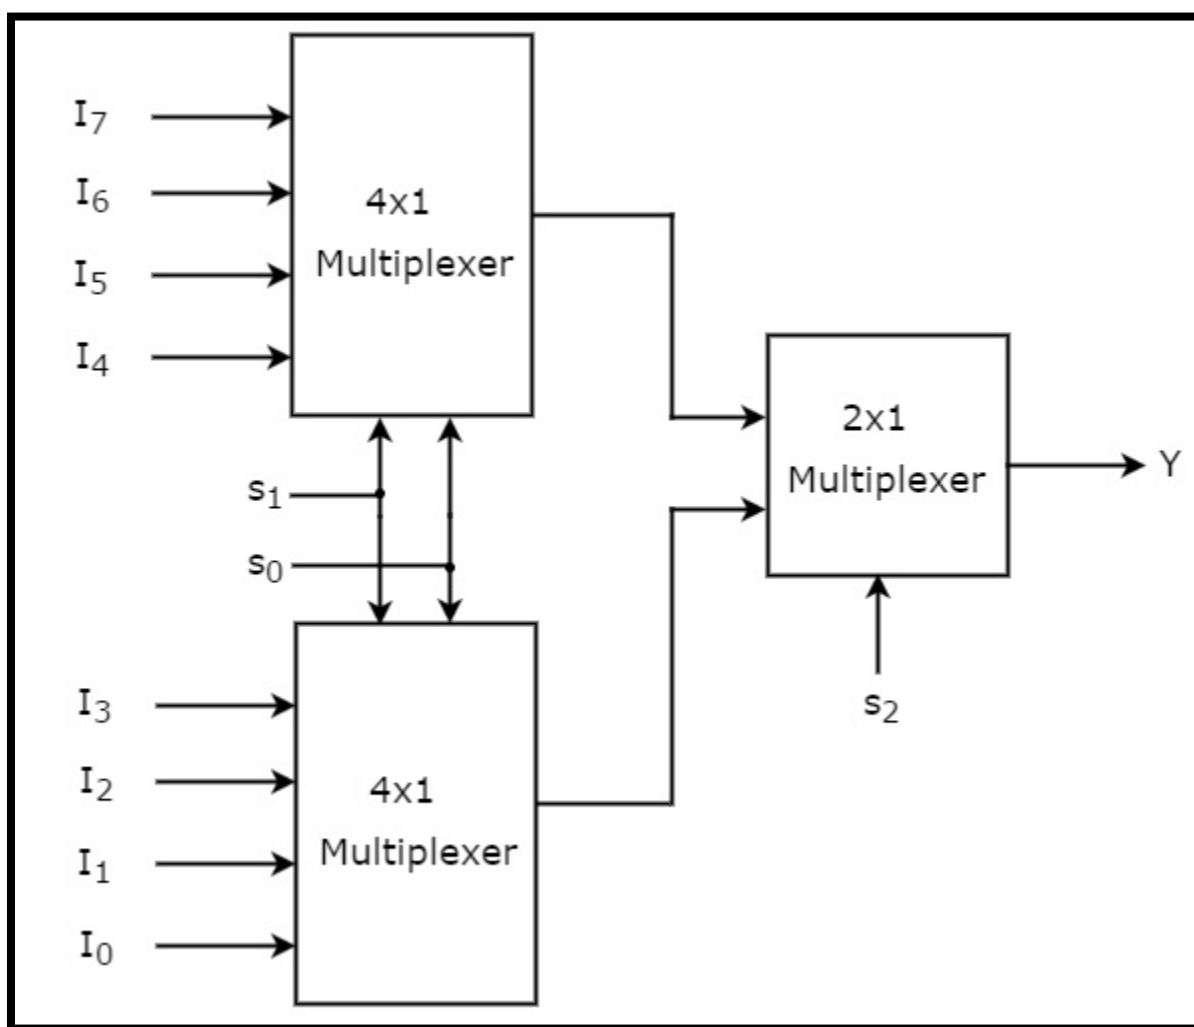 I₇
I₆
I₅
I₄
4x1
Multiplexer
s₁
s₀
I₃
I₂
I₁
I₀
4x1
Multiplexer
2x1
Multiplexer
s₂
Y